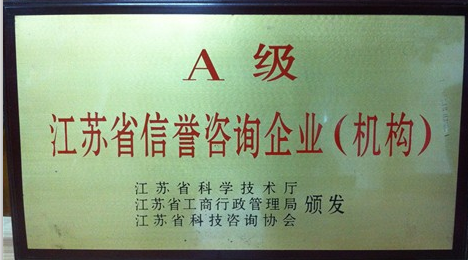 A 级
江苏省信誉咨询企业（机构）
江苏省科学技术厅
江苏省工商行政管理局 颁发
江苏省科技咨询协会